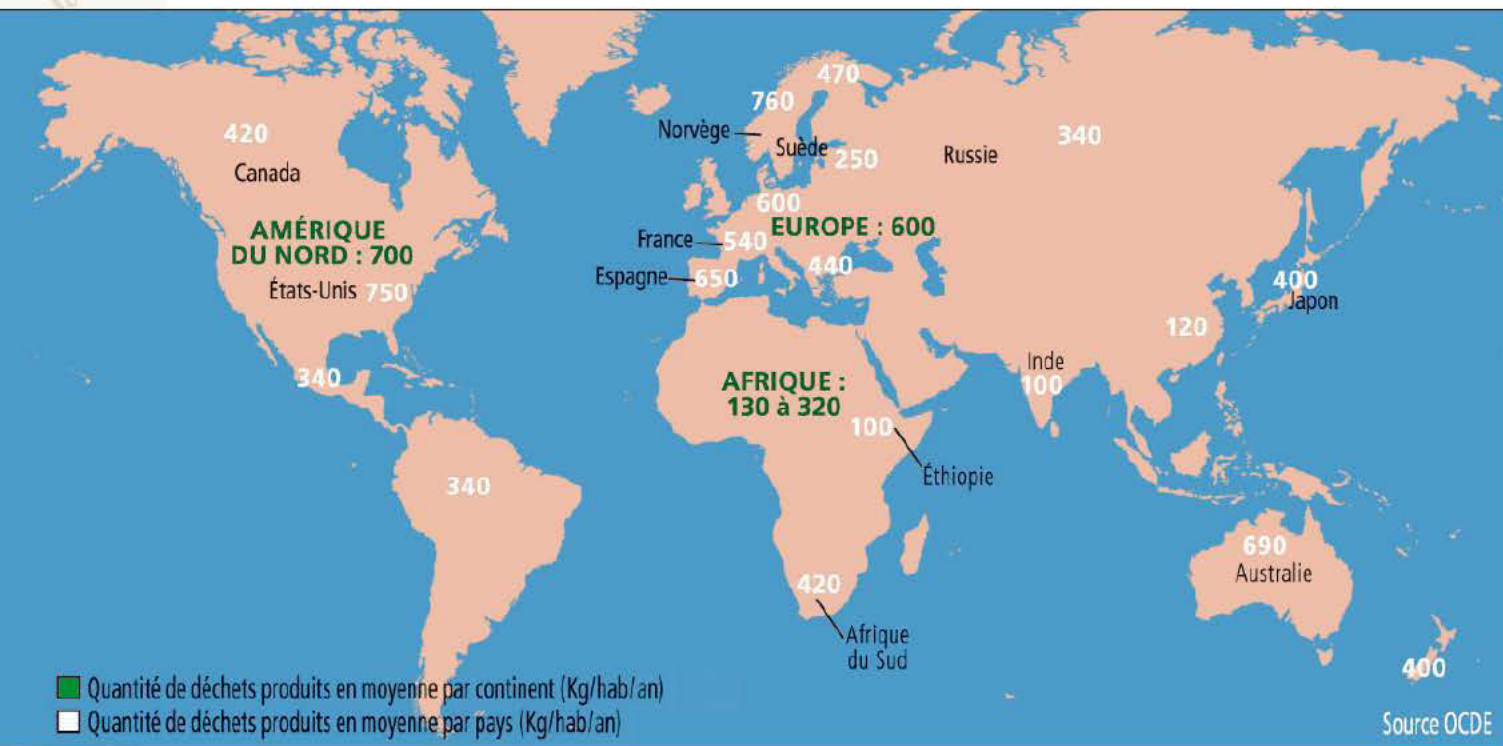 470
760
Norvège
Suède
250
Russie
340
420
Canada
600
AMÉRIQUE
DU NORD : 700
EUROPE : 600
France
540
Espagne
650
440
États-Unis 750
400
Japon
120
Inde
100
340
AFRIQUE :
130 à 320
100
Éthiopie
340
690
Australie
420
Afrique
du Sud
400
Quantité de déchets produits en moyenne par continent (Kg/hab/an)
Quantité de déchets produits en moyenne par pays (Kg/hab/an)
Source OCDE